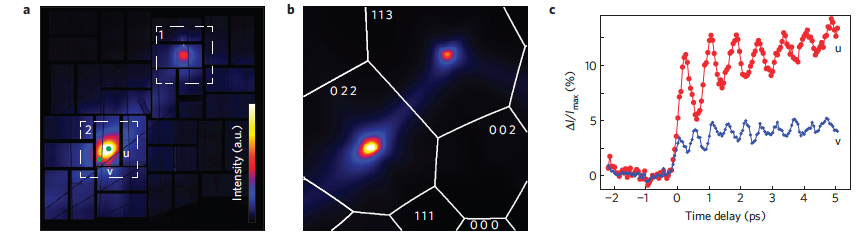 a
1
2
u
v
Intensity (a.u.)
b
113
022
002
111
000
c
ΔI/Imax (%)
10
5
0
u
v
−2 −1 0 1 2 3 4 5
Time delay (ps)